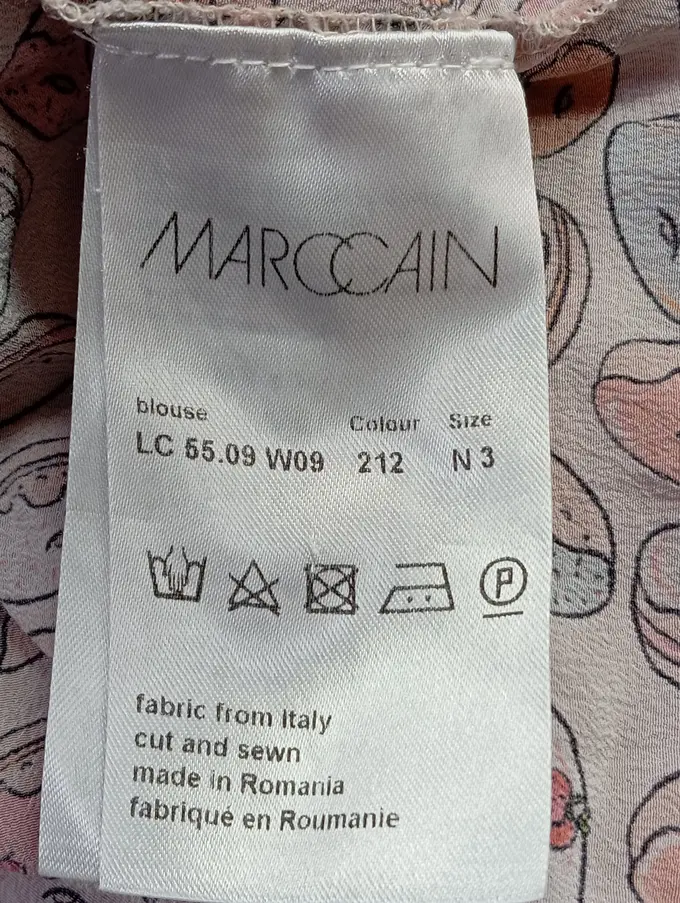 MARCCAIN
blouse Colour Size
LC 55.09 W09 212 N 3
P
fabric from Italy
cut and sewn
made in Romania
fabriqué en Roumanie